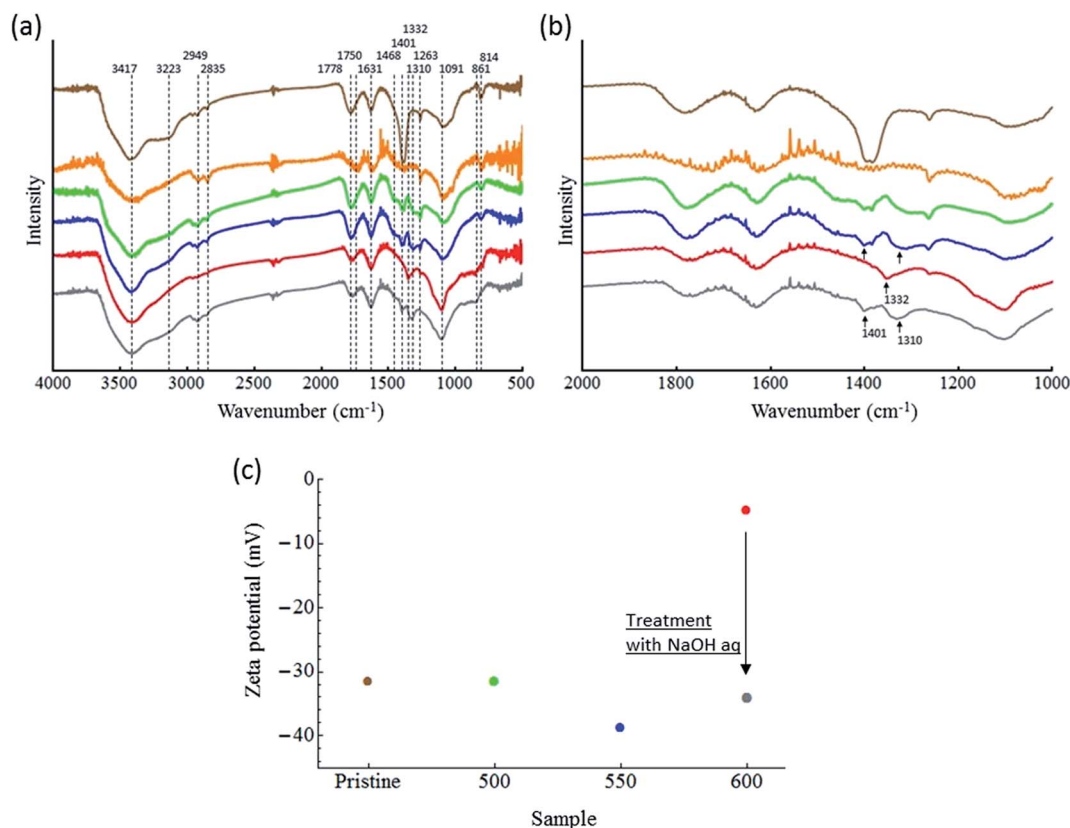 (a)
1332
1401
2949 1750 1468 1263 814
3417 3223 2835 1778 1631 1310 1091 861
Intensity
4000 3500 3000 2000 1500 1000 500
Wavenumber (cm⁻¹)
(b)
1332
1401 1310
Intensity
2000 1800 1600 1400 1200 1000
Wavenumber (cm⁻¹)
(c)
Zeta potential (mV)
0
−10
−20
−30
−40
Treatment
with NaOH aq
Pristine 500 550 600
Sample